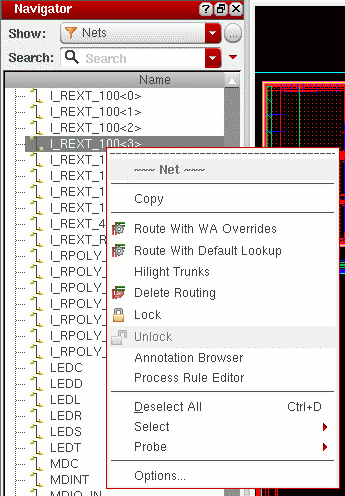 Navigator
Show: Nets
Search: Search
Name
I_REXT_100<0>
I_REXT_100<1>
I_REXT_100<2>
I_REXT_100<3>
I_REXT_1
~~~ Net ~~~
I_REXT_1
I_REXT_1
Copy
I_REXT_1
I_REXT_4
Route With WA Overrides
I_REXT_R
Route With Default Lookup
I_RPOLY_
Hilight Trunks
I_RPOLY_
Delete Routing
I_RPOLY_
Lock
I_RPOLY_
Unlock
I_RPOLY_
Annotation Browser
LEDC
Process Rule Editor
LEDD
LEDL
Deselect All Ctrl+D
LEDR
Select
LEDS
Probe
LEDT
MDC
Options...
MDINT
MDIO_IN